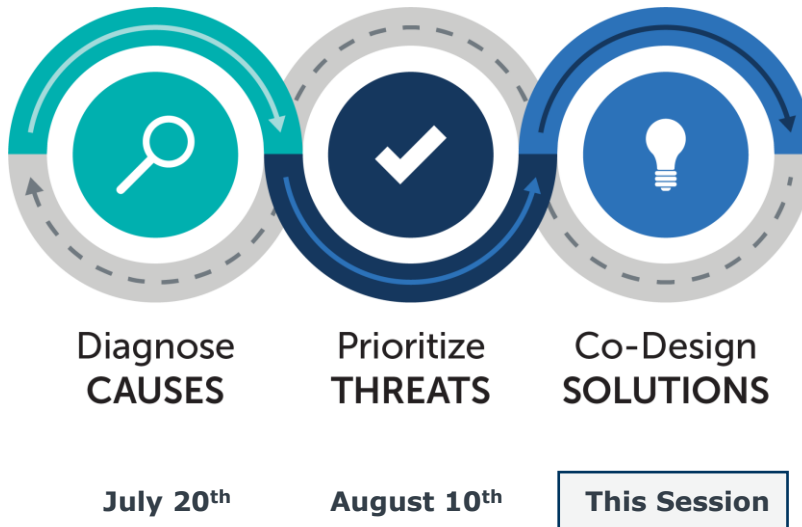 Diagnose
CAUSES
Prioritize
THREATS
Co-Design
SOLUTIONS
July 20th
August 10th
This Session